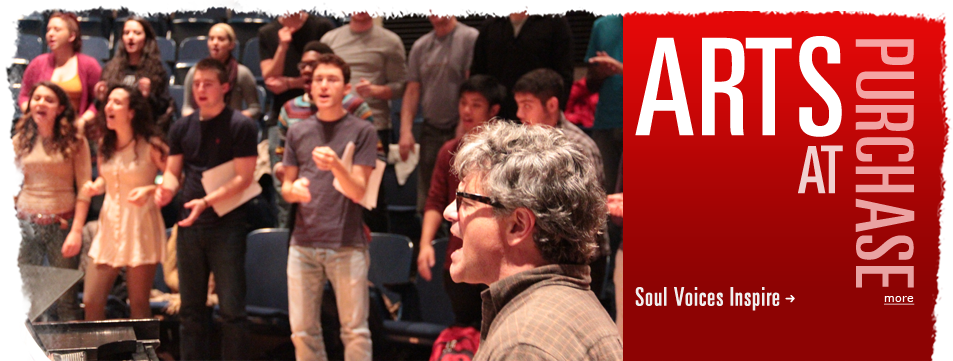 ARTS
AT
PURCHASE
Soul Voices Inspire →
more